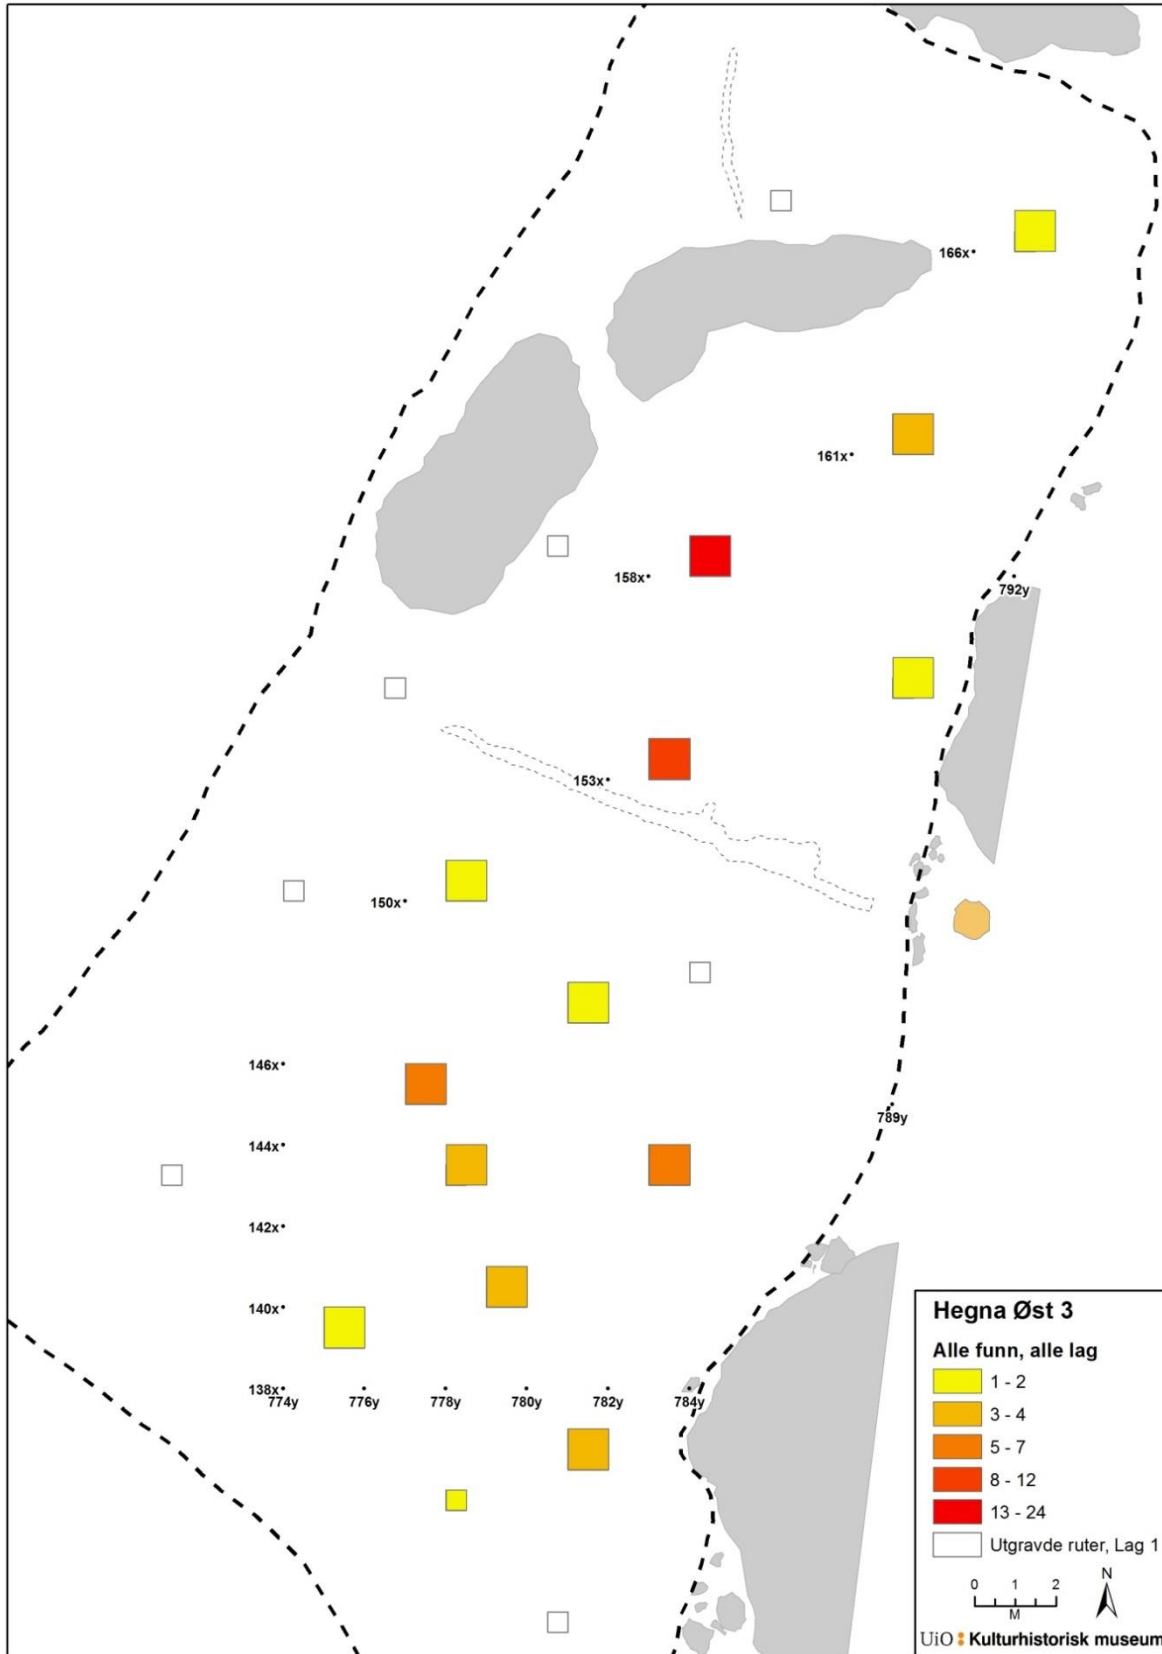 166x
161x
158x
792y
153x
150x
146x
789y
144x
142x
140x
138x
774y 776y 778y 780y 782y 784y
Hegna Øst 3
Alle funn, alle lag
1 - 2
3 - 4
5 - 7
8 - 12
13 - 24
Utgravde ruter, Lag 1
N
0 1 2
M
UiO Kulturhistorisk museum